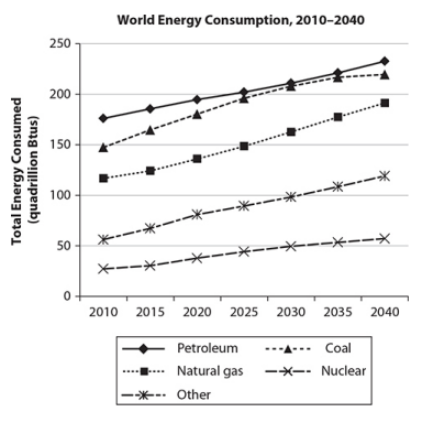 World Energy Consumption, 2010–2040
Total Energy Consumed
(quadrillion Btus)
250
200
150
100
50
0
2010 2015 2020 2025 2030 2035 2040
Petroleum Coal
Natural gas Nuclear
Other